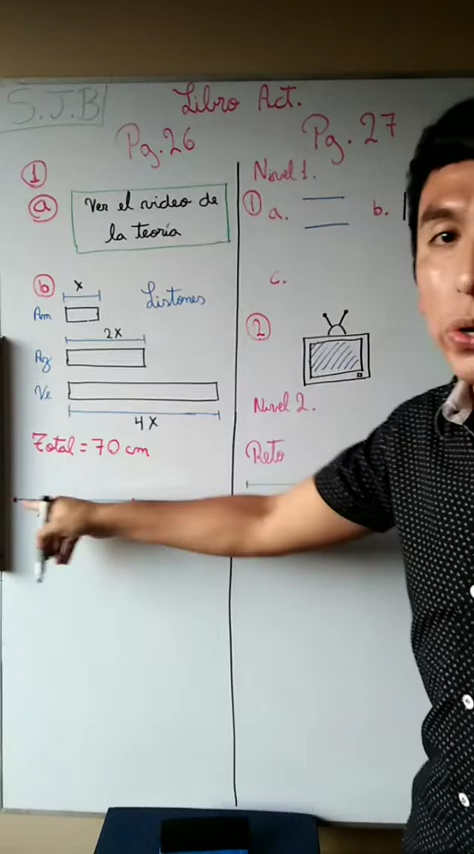 S.J.B
Libro Act.
Pg. 26
1
a
Ver el video de
la teoría
b
x
Listones
Am
2x
Az
Ve
4x
Total = 70 cm
Pg. 27
Nivel 1.
1
a.
b.
c.
2
Nivel 2.
Reto